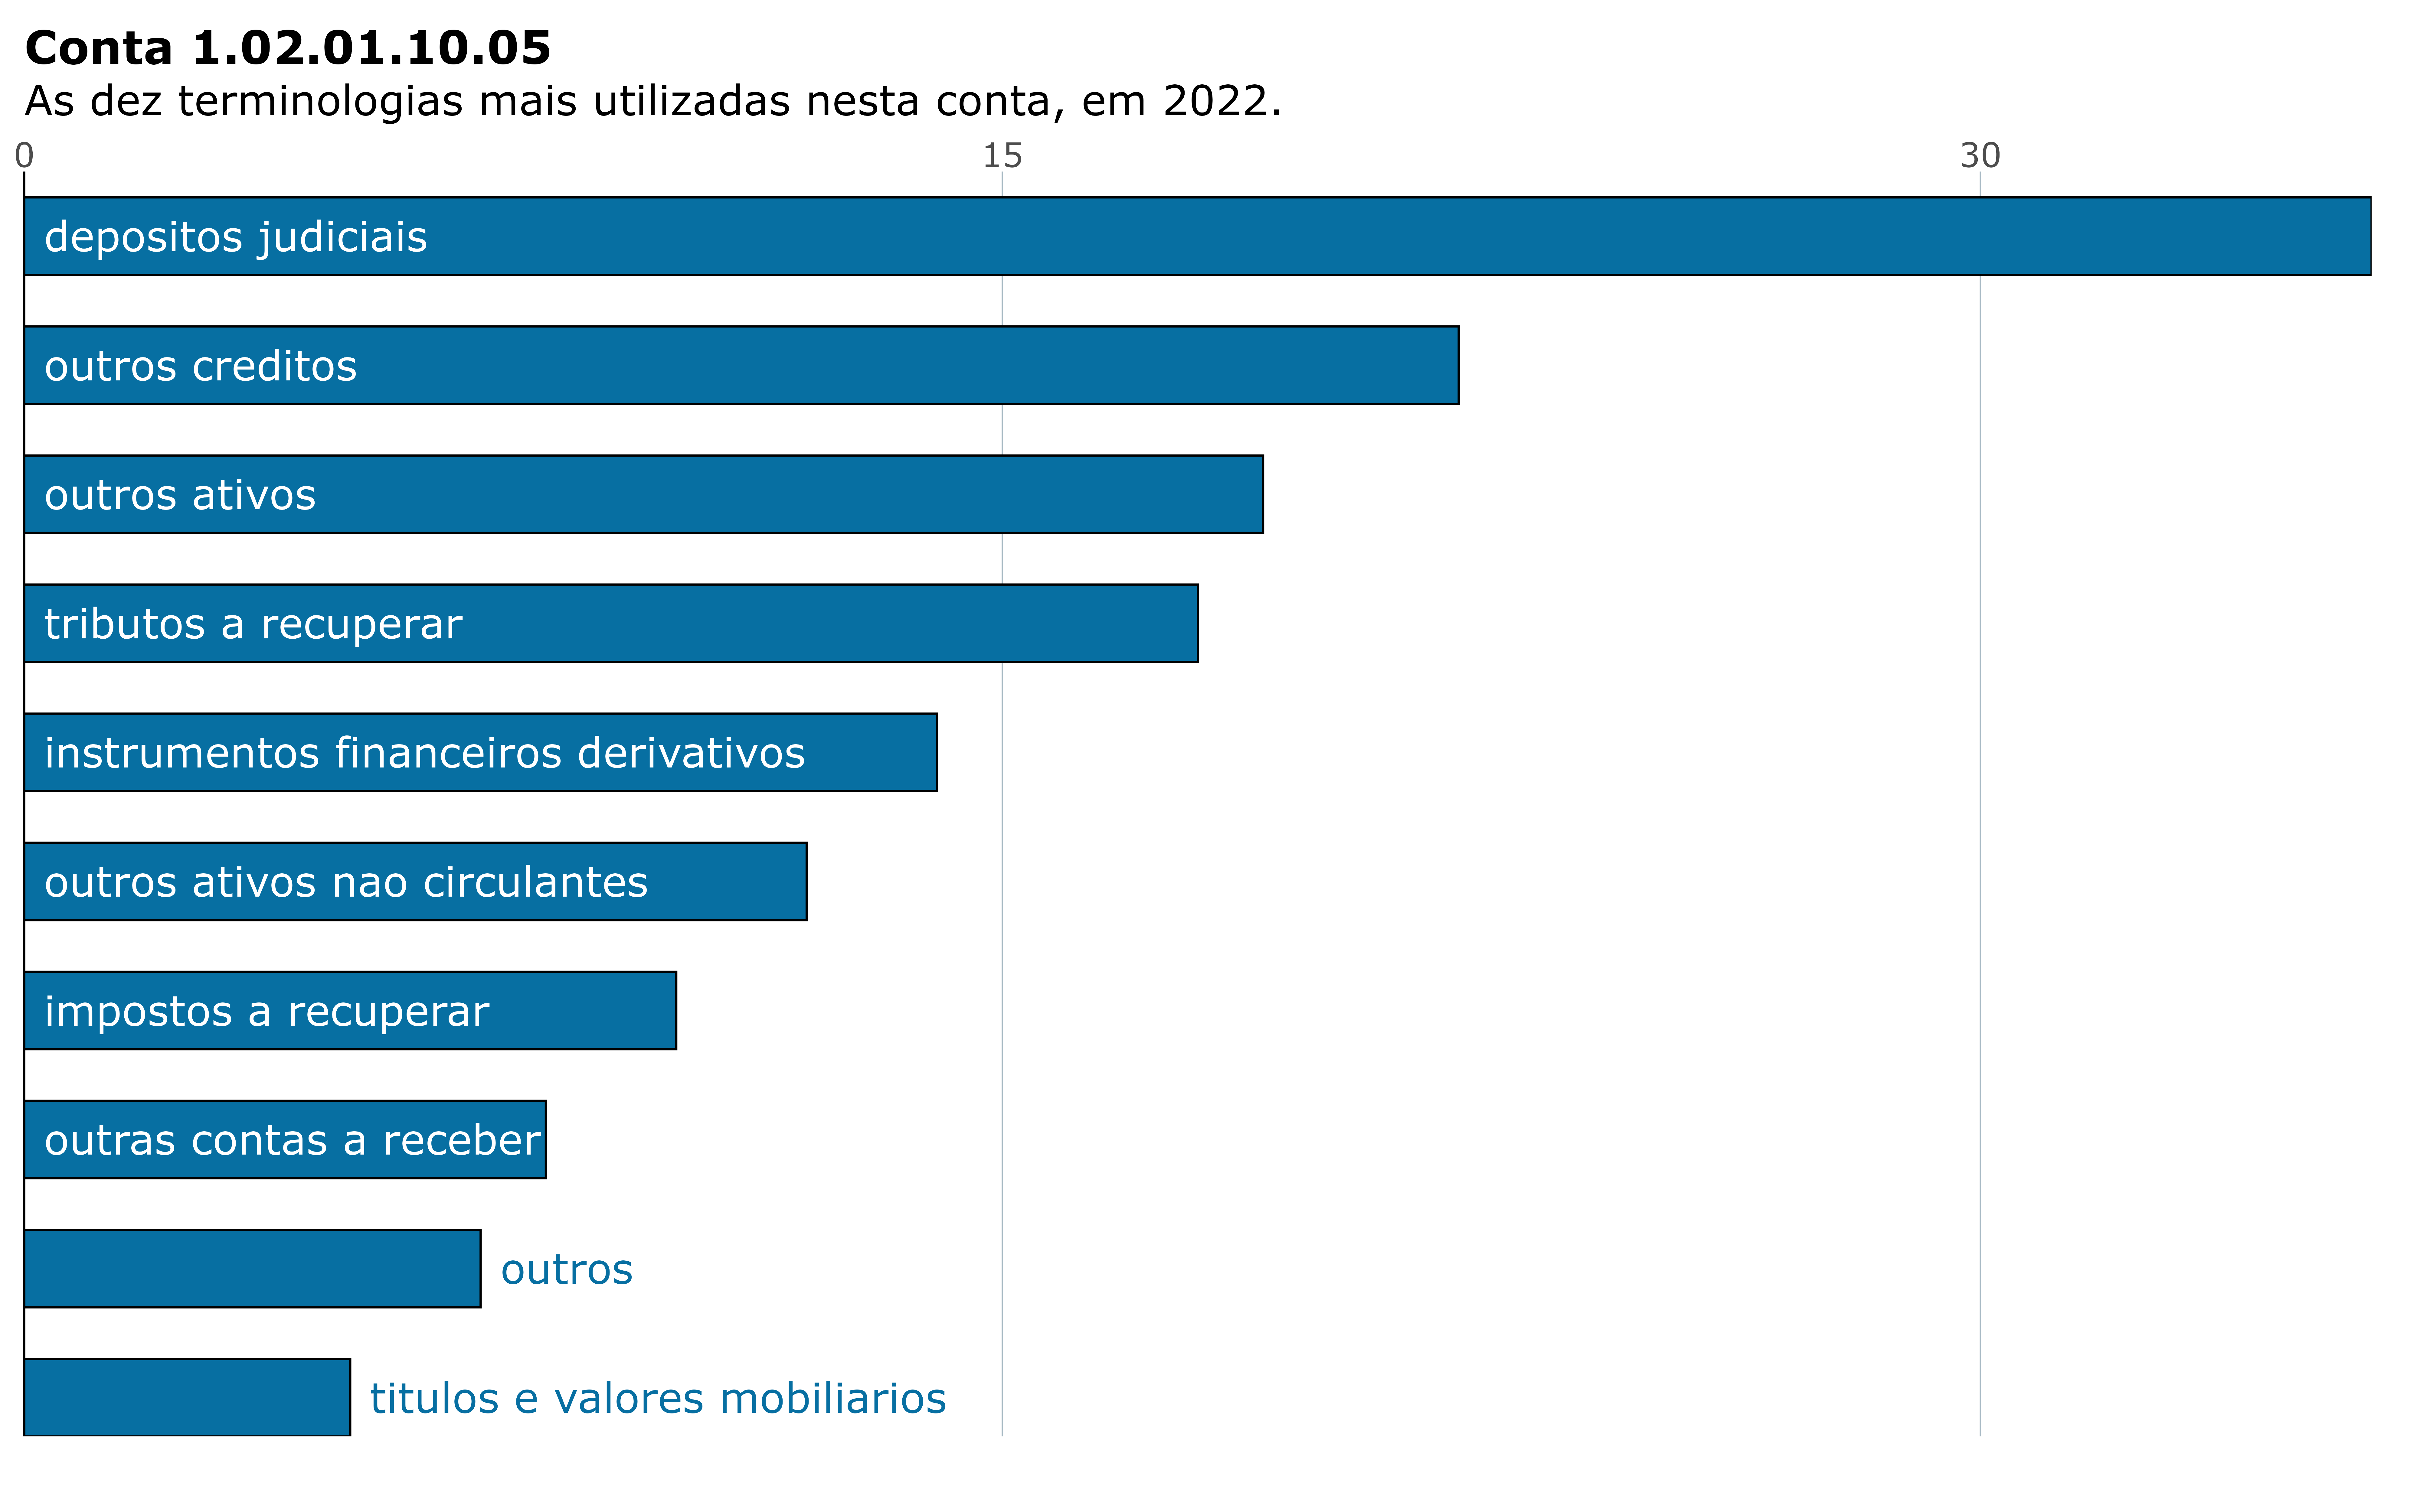 Conta 1.02.01.10.05
As dez terminologias mais utilizadas nesta conta, em 2022.
0 15 30
depositos judiciais
outros creditos
outros ativos
tributos a recuperar
instrumentos financeiros derivativos
outros ativos nao circulantes
impostos a recuperar
outras contas a receber
outros
titulos e valores mobiliarios